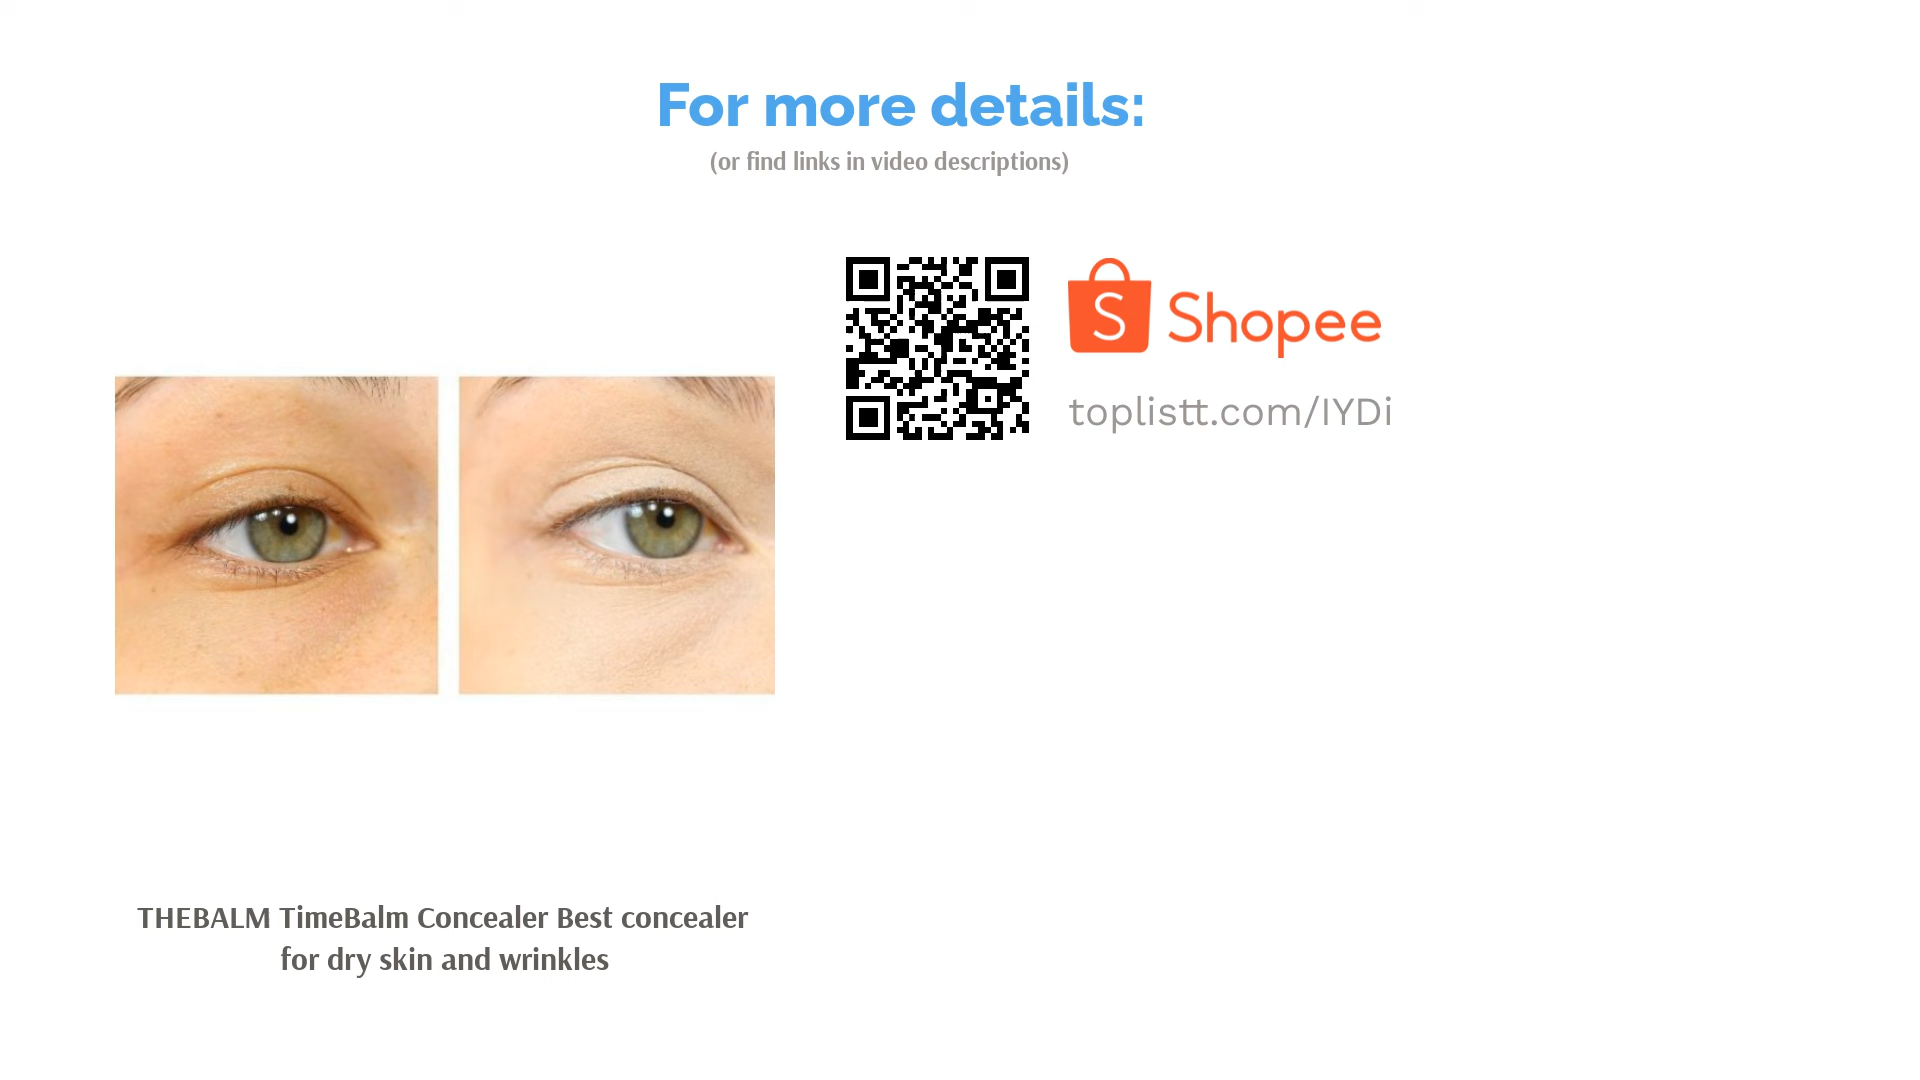 For more details:
(or find links in video descriptions)
S Shopee
toplistt.com/IYDi
THEBALM TimeBalm Concealer Best concealer
for dry skin and wrinkles